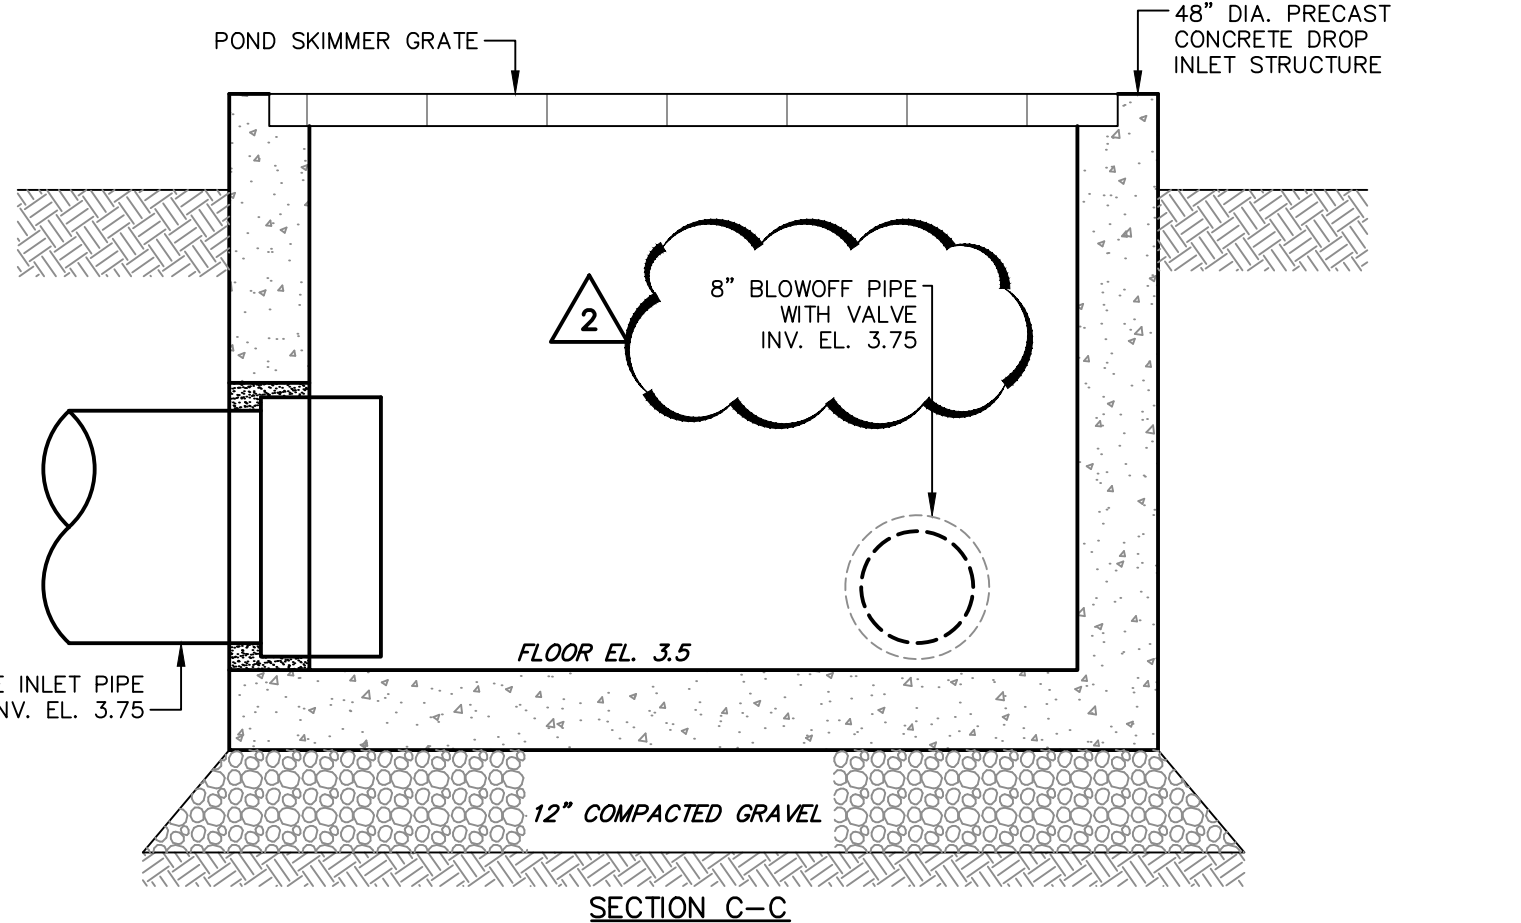 POND SKIMMER GRATE
48" DIA. PRECAST
CONCRETE DROP
INLET STRUCTURE
2
8" BLOWOFF PIPE
WITH VALVE
INV. EL. 3.75
FLOOR EL. 3.5
INLET PIPE
EL. 3.75
12" COMPACTED GRAVEL
SECTION C-C